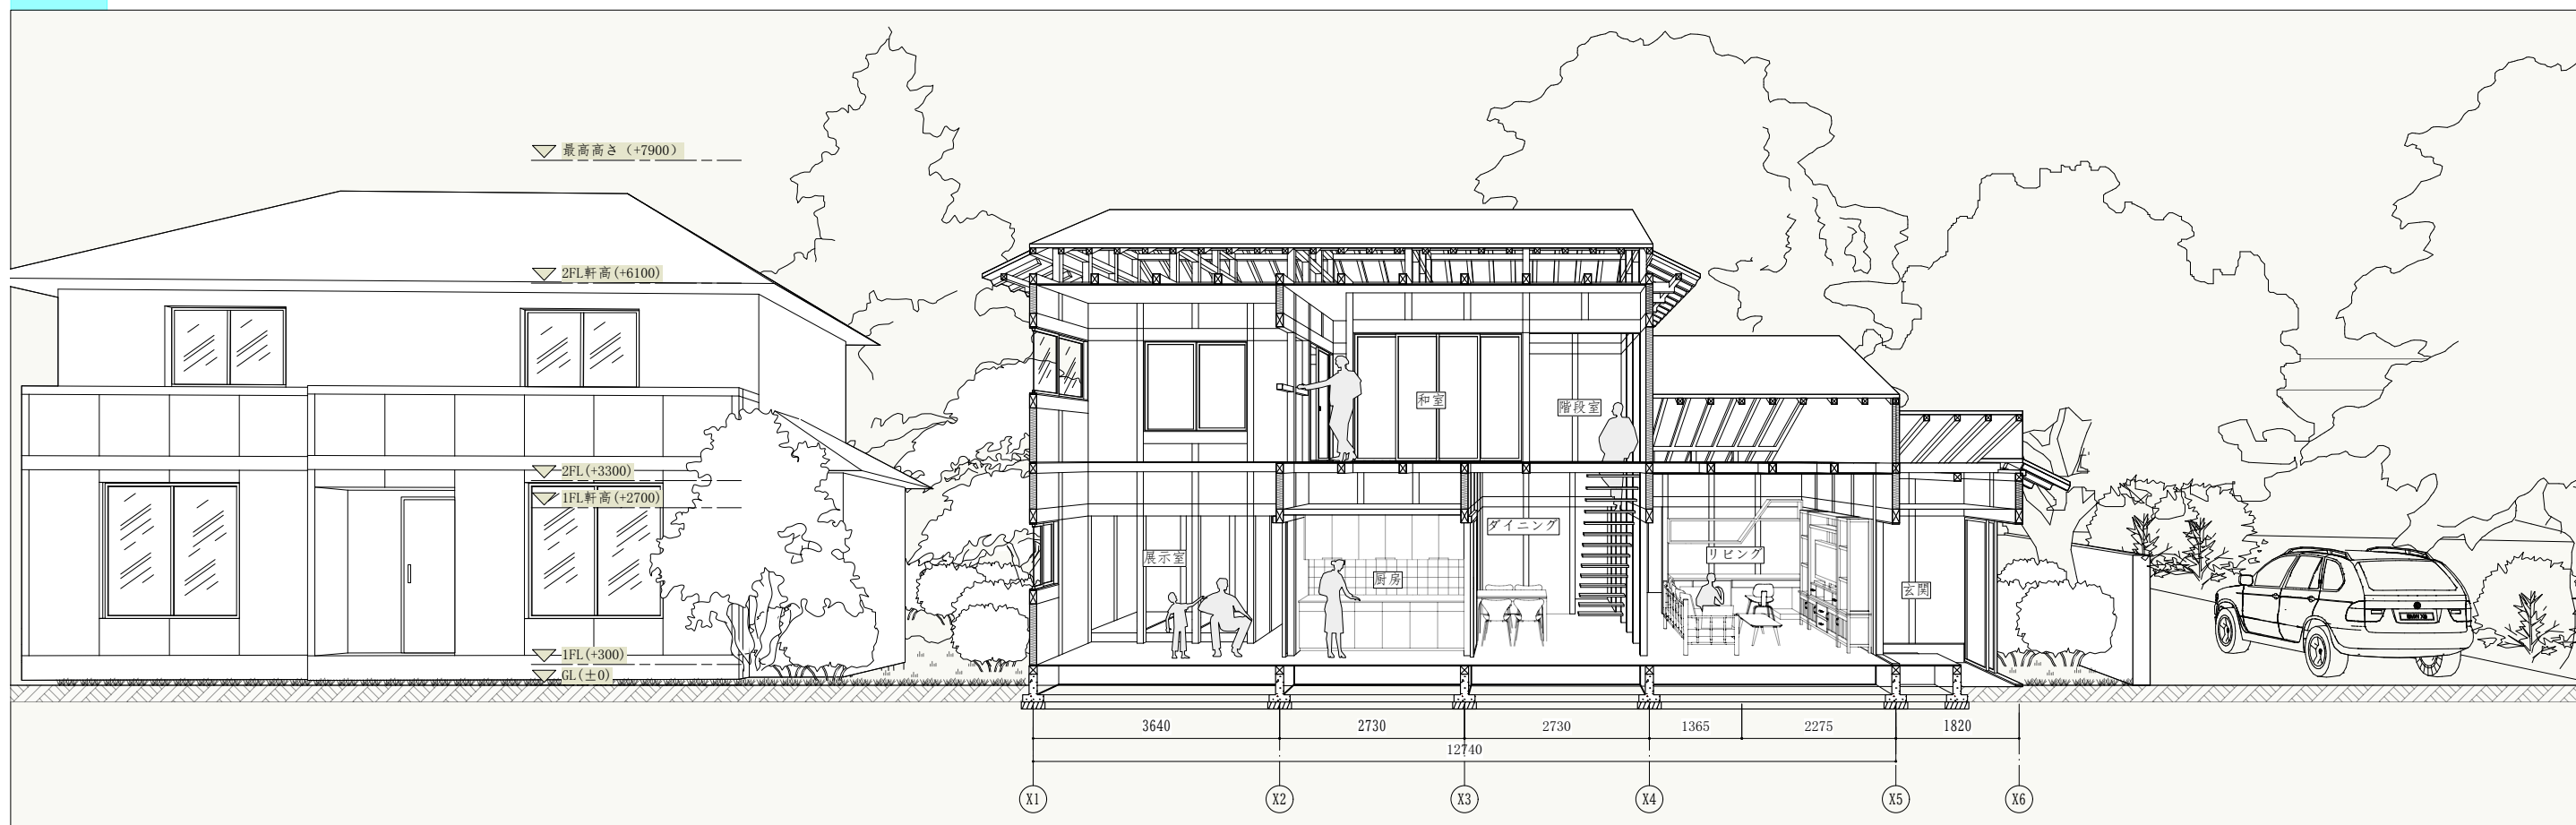 最高高さ（+7900）
2FL軒高(+6100)
2FL(+3300)
1FL軒高(+2700)
1FL(+300)
GL(±0)
和室
階段室
ダイニング
展示室
厨房
リビング
玄関
3640
2730
2730
1365
2275
1820
12740
X1
X2
X3
X4
X5
X6